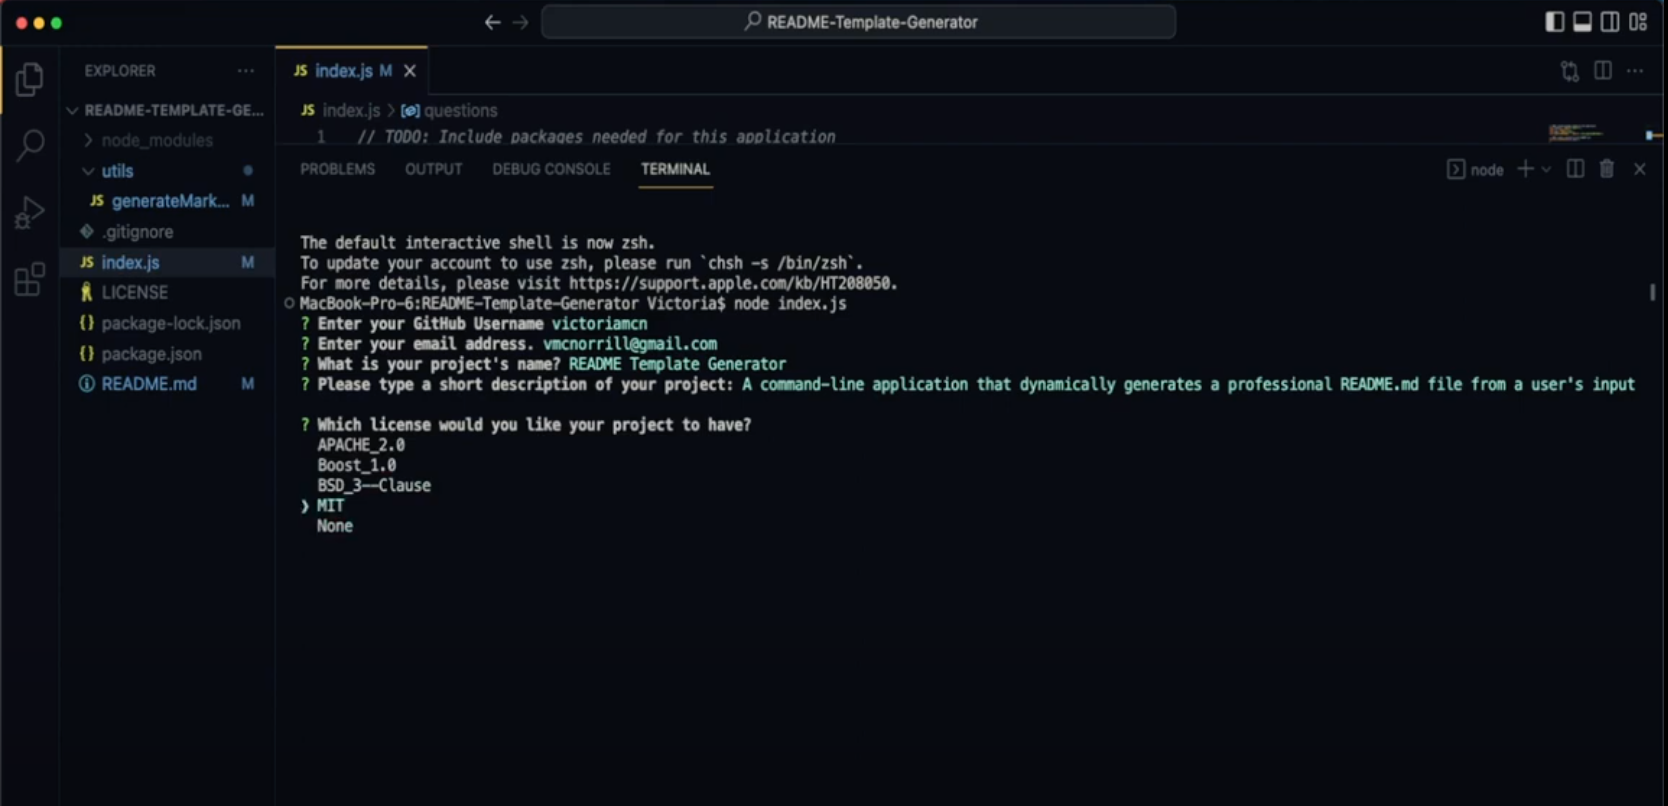 README-Template-Generator
EXPLORER
JS index.js M
README-TEMPLATE-GE...
JS index.js > questions
node_modules
1 // TODO: Include packages needed for this application
utils
PROBLEMS OUTPUT DEBUG CONSOLE TERMINAL
node
JS generateMark... M
.gitignore
JS index.js M
LICENSE
{} package-lock.json
{} package.json
README.md M
The default interactive shell is now zsh.
To update your account to use zsh, please run `chsh -s /bin/zsh`.
For more details, please visit https://support.apple.com/kb/HT208050.
MacBook-Pro-6:README-Template-Generator Victoria$ node index.js
? Enter your GitHub Username victoriamcn
? Enter your email address. vmcnorrill@gmail.com
? What is your project's name? README Template Generator
? Please type a short description of your project: A command-line application that dynamically generates a professional README.md file from a user's input
? Which license would you like your project to have?
APACHE_2.0
Boost_1.0
BSD_3--Clause
❯ MIT
None